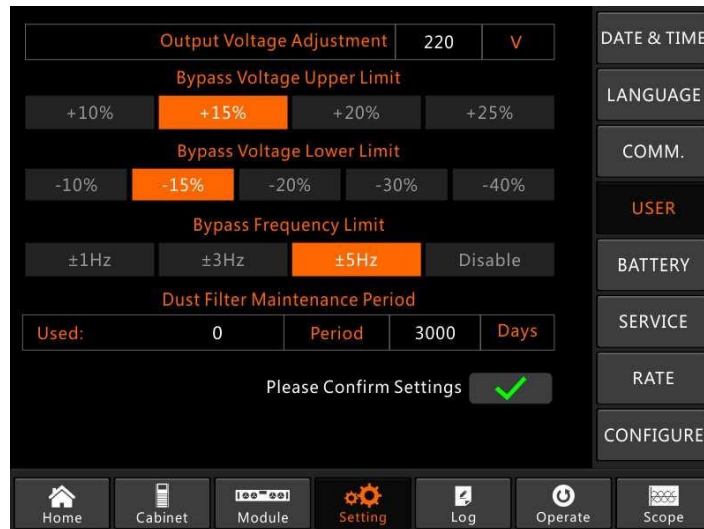 Output Voltage Adjustment 220 V
Bypass Voltage Upper Limit
+10% +15% +20% +25%
Bypass Voltage Lower Limit
-10% -15% -20% -30% -40%
Bypass Frequency Limit
±1Hz ±3Hz ±5Hz Disable
Dust Filter Maintenance Period
Used: 0 Period 3000 Days
Please Confirm Settings
DATE & TIME
LANGUAGE
COMM.
USER
BATTERY
SERVICE
RATE
CONFIGURE
Home Cabinet Module Setting Log Operate Scope